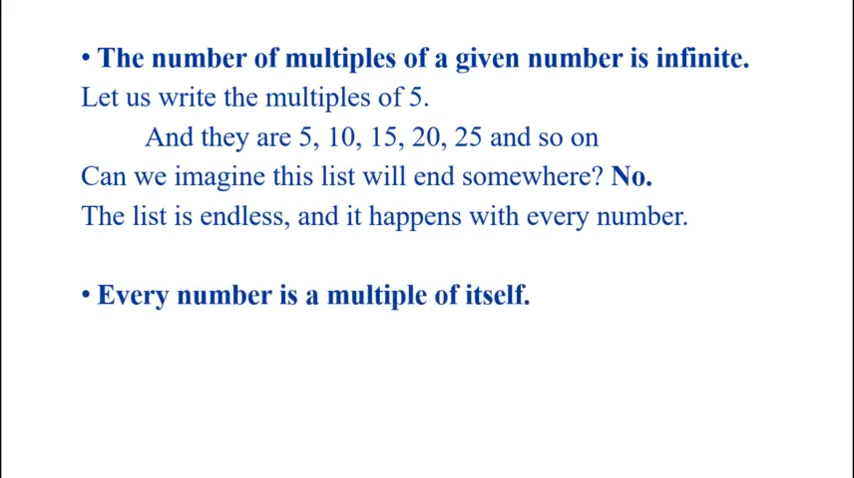 • The number of multiples of a given number is infinite.
Let us write the multiples of 5.
And they are 5, 10, 15, 20, 25 and so on
Can we imagine this list will end somewhere? No.
The list is endless, and it happens with every number.
• Every number is a multiple of itself.